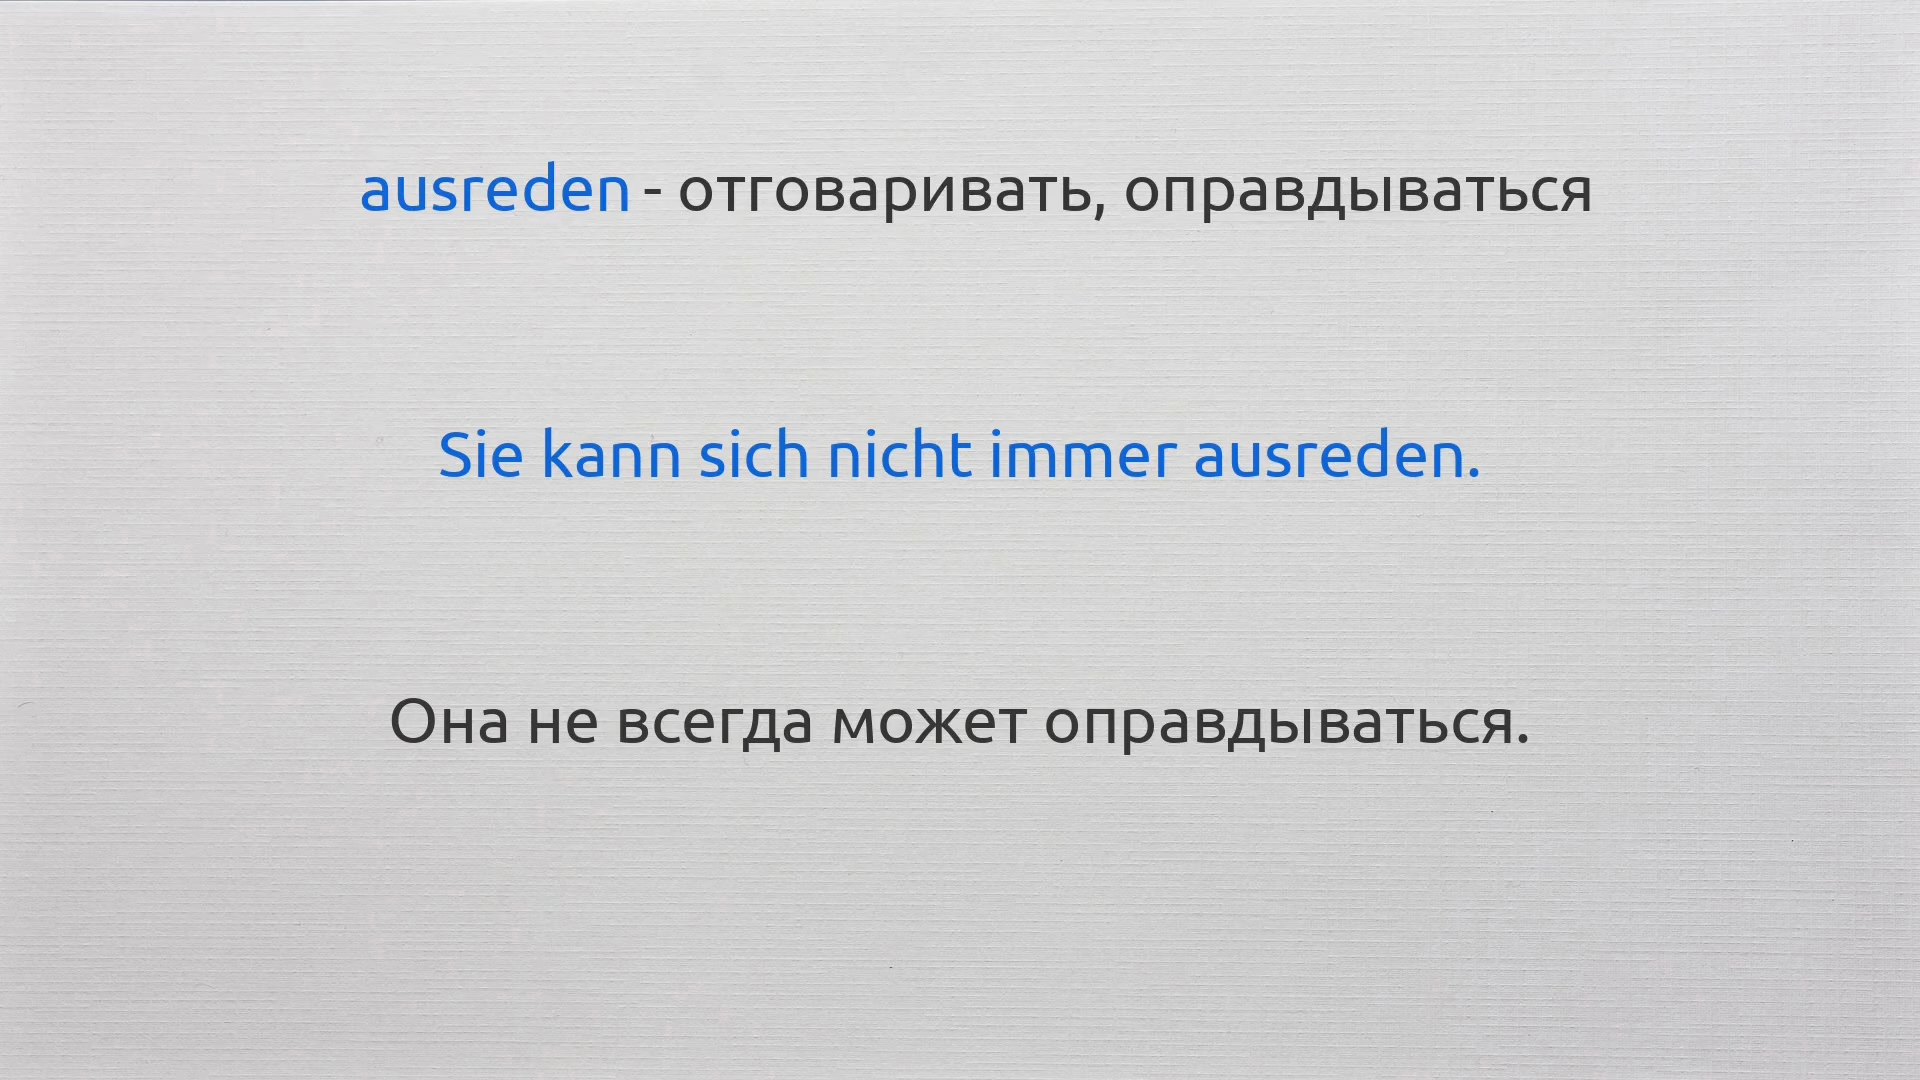 ausreden - отговаривать, оправдываться
Sie kann sich nicht immer ausreden.
Она не всегда может оправдываться.